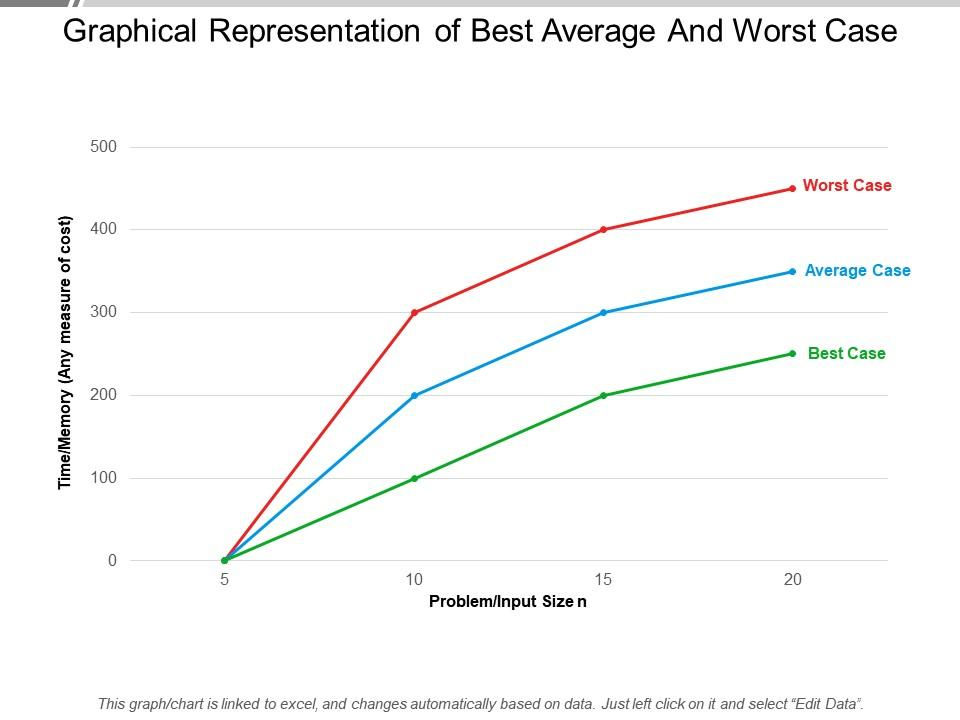 Graphical Representation of Best Average And Worst Case
500
400
300
200
100
0
Time/Memory (Any measure of cost)
Worst Case
Average Case
Best Case
5 10 15 20
Problem/Input Size n
This graph/chart is linked to excel, and changes automatically based on data. Just left click on it and select “Edit Data”.